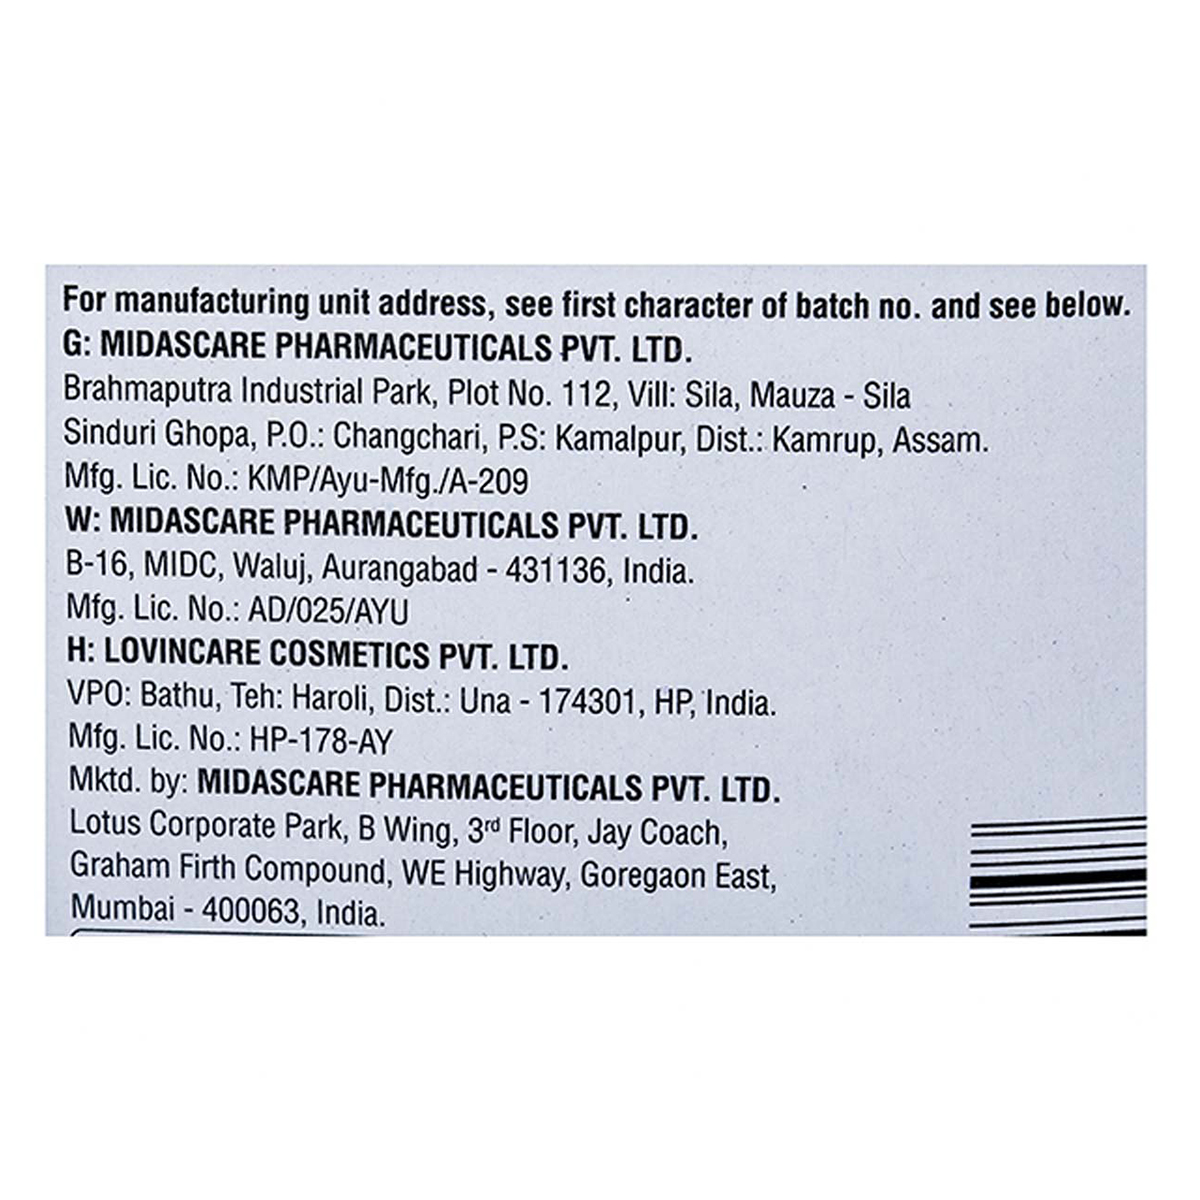 For manufacturing unit address, see first character of batch no. and see below.
G: MIDASCARE PHARMACEUTICALS PVT. LTD.
Brahmaputra Industrial Park, Plot No. 112, Vill: Sila, Mauza - Sila
Sinduri Ghopa, P.O.: Changchari, P.S: Kamalpur, Dist.: Kamrup, Assam.
Mfg. Lic. No.: KMP/Ayu-Mfg./A-209
W: MIDASCARE PHARMACEUTICALS PVT. LTD.
B-16, MIDC, Waluj, Aurangabad - 431136, India.
Mfg. Lic. No.: AD/025/AYU
H: LOVINCARE COSMETICS PVT. LTD.
VPO: Bathu, Teh: Haroli, Dist.: Una - 174301, HP, India.
Mfg. Lic. No.: HP-178-AY
Mktd. by: MIDASCARE PHARMACEUTICALS PVT. LTD.
Lotus Corporate Park, B Wing, 3rd Floor, Jay Coach,
Graham Firth Compound, WE Highway, Goregaon East,
Mumbai - 400063, India.